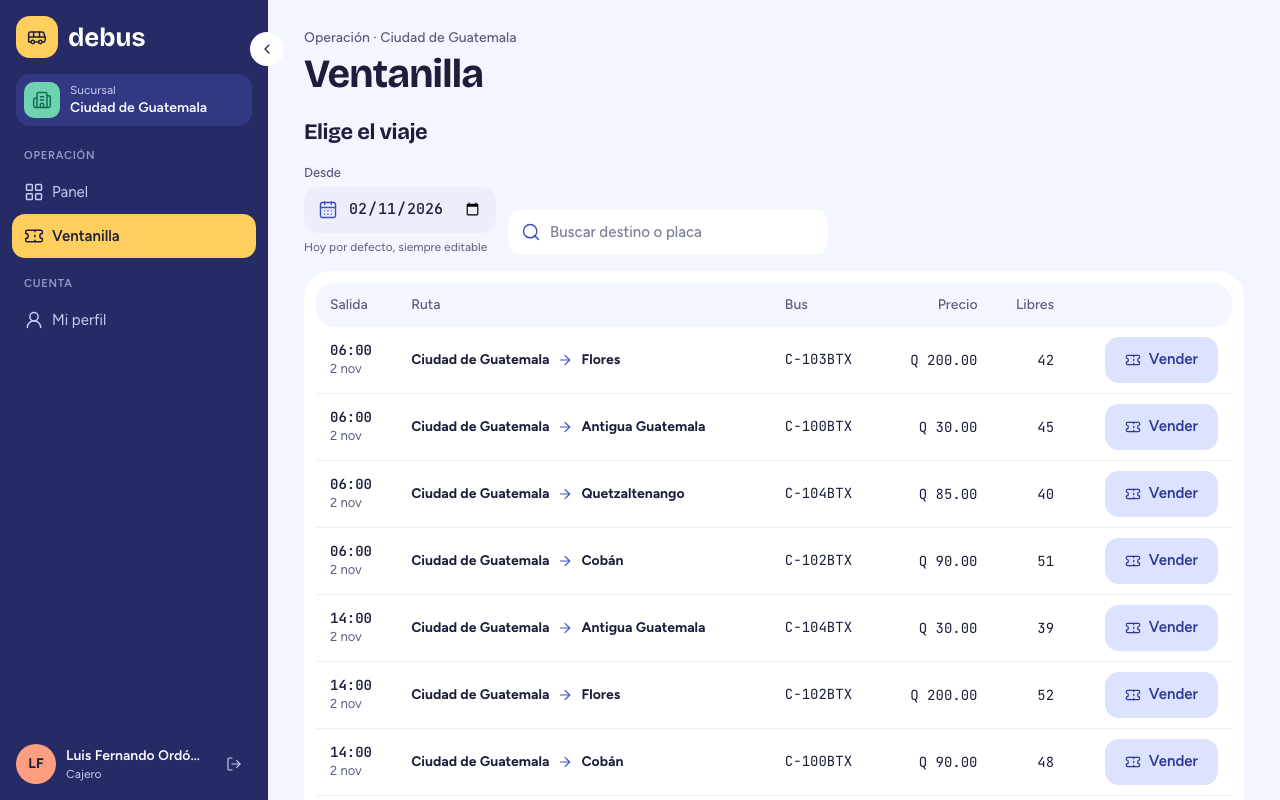 debus
Sucursal
Ciudad de Guatemala
OPERACIÓN
Panel
Ventanilla
CUENTA
Mi perfil
LF
Luis Fernando Ordó...
Cajero
Operación · Ciudad de Guatemala
Ventanilla
Elige el viaje
Desde
02/11/2026
Hoy por defecto, siempre editable
Buscar destino o placa
Salida Ruta Bus Precio Libres
06:00 2 nov Ciudad de Guatemala → Flores C-103BTX Q 200.00 42 Vender
06:00 2 nov Ciudad de Guatemala → Antigua Guatemala C-100BTX Q 30.00 45 Vender
06:00 2 nov Ciudad de Guatemala → Quetzaltenango C-104BTX Q 85.00 40 Vender
06:00 2 nov Ciudad de Guatemala → Cobán C-102BTX Q 90.00 51 Vender
14:00 2 nov Ciudad de Guatemala → Antigua Guatemala C-104BTX Q 30.00 39 Vender
14:00 2 nov Ciudad de Guatemala → Flores C-102BTX Q 200.00 52 Vender
14:00 2 nov Ciudad de Guatemala → Cobán C-100BTX Q 90.00 48 Vender